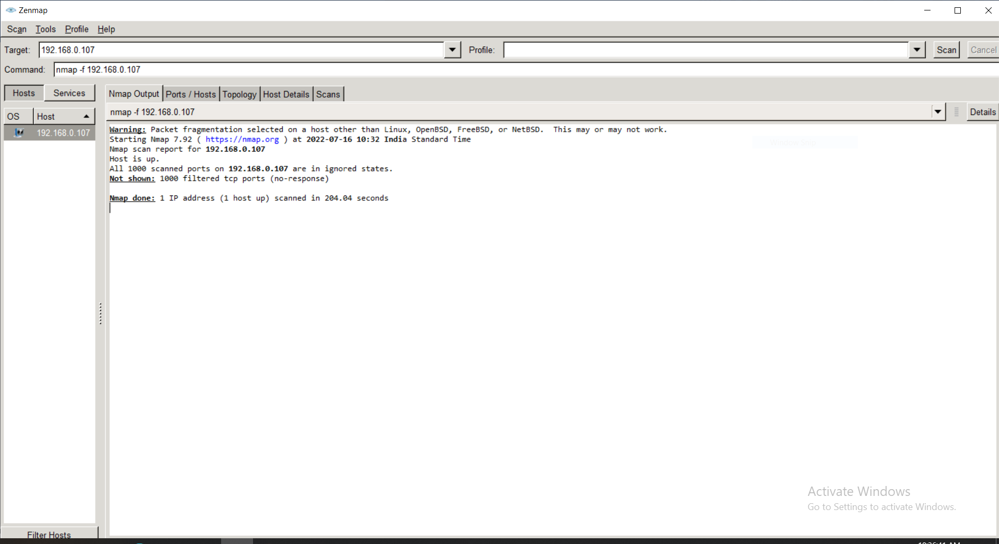 Zenmap
Scan Tools Profile Help
Target: 192.168.0.107 Profile: Scan Cancel
Command: nmap -f 192.168.0.107
Hosts Services Nmap Output Ports / Hosts Topology Host Details Scans
nmap -f 192.168.0.107 Details
OS Host
192.168.0.107
Warning: Packet fragmentation selected on a host other than Linux, OpenBSD, FreeBSD, or NetBSD.  This may or may not work.
Starting Nmap 7.92 ( https://nmap.org ) at 2022-07-16 10:32 India Standard Time
Nmap scan report for 192.168.0.107
Host is up.
All 1000 scanned ports on 192.168.0.107 are in ignored states.
Not shown: 1000 filtered tcp ports (no-response)
Nmap done: 1 IP address (1 host up) scanned in 204.04 seconds
Window Snip
Activate Windows
Go to Settings to activate Windows.
Filter Hosts